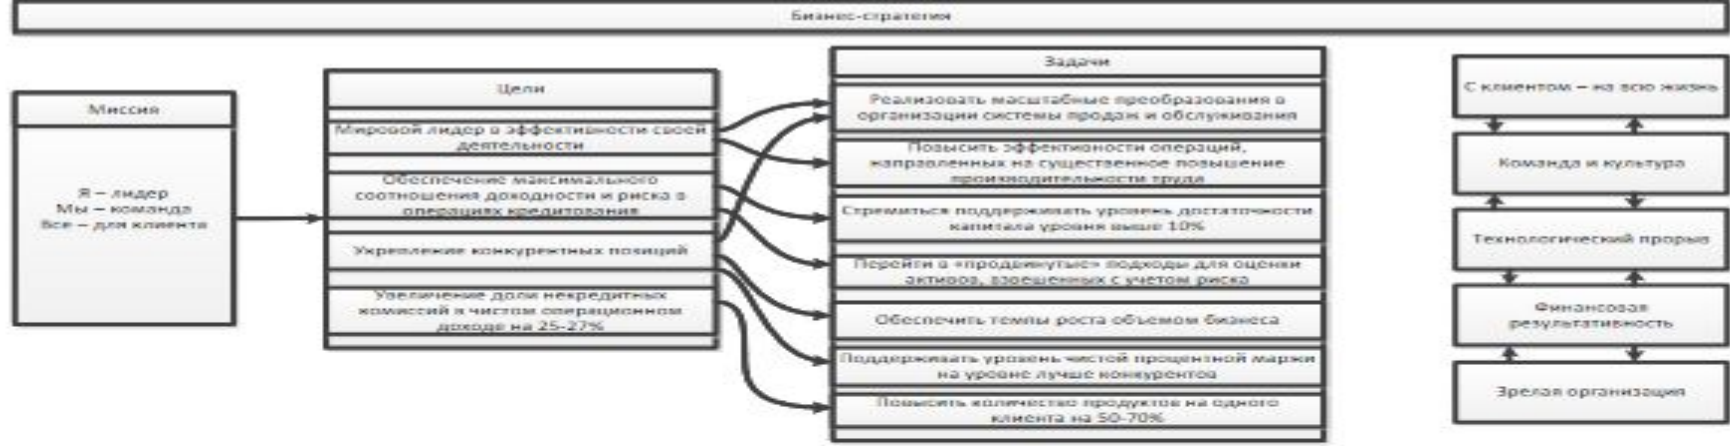 Бизнес-стратегия
Миссия
Я – лидер
Мы – команда
Все – для клиента
Цели
Мировой лидер в эффективности своей
деятельности
Обеспечение максимального
соотношения доходности и риска в
операциях кредитования
Укрепление конкурентных позиций
Увеличение доли некредитных
комиссий в чистом операционном
доходе на 25-27%
Задачи
Реализовать масштабные преобразования в
организации системы продаж и обслуживания
Повысить эффективности операций,
направленных на существенное повышение
производительности труда
Стремиться поддерживать уровень достаточности
капитала уровня выше 10%
Перейти в «продвинутые» подходы для оценки
активов, взвешенных с учетом риска
Обеспечить темпы роста объемом бизнеса
Поддерживать уровень чистой процентной маржи
на уровне лучше конкурентов
Повысить количество продуктов на одного
клиента на 50-70%
С клиентом – на всю жизнь
Команда и культура
Технологический прорыв
Финансовая
результативность
Зрелая организация